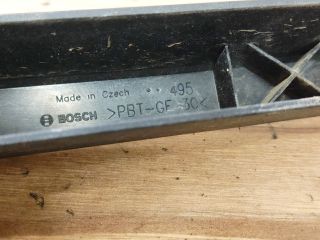 Made in Czech 495
BOSCH >PBT-GF 30<